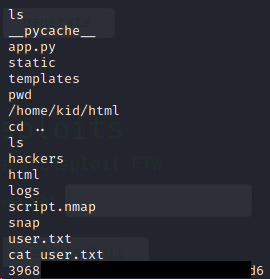 ls
__pycache__
app.py
static
templates
pwd
/home/kid/html
cd ..
ls
hackers
html
logs
script.nmap
snap
user.txt
cat user.txt
3968 d6